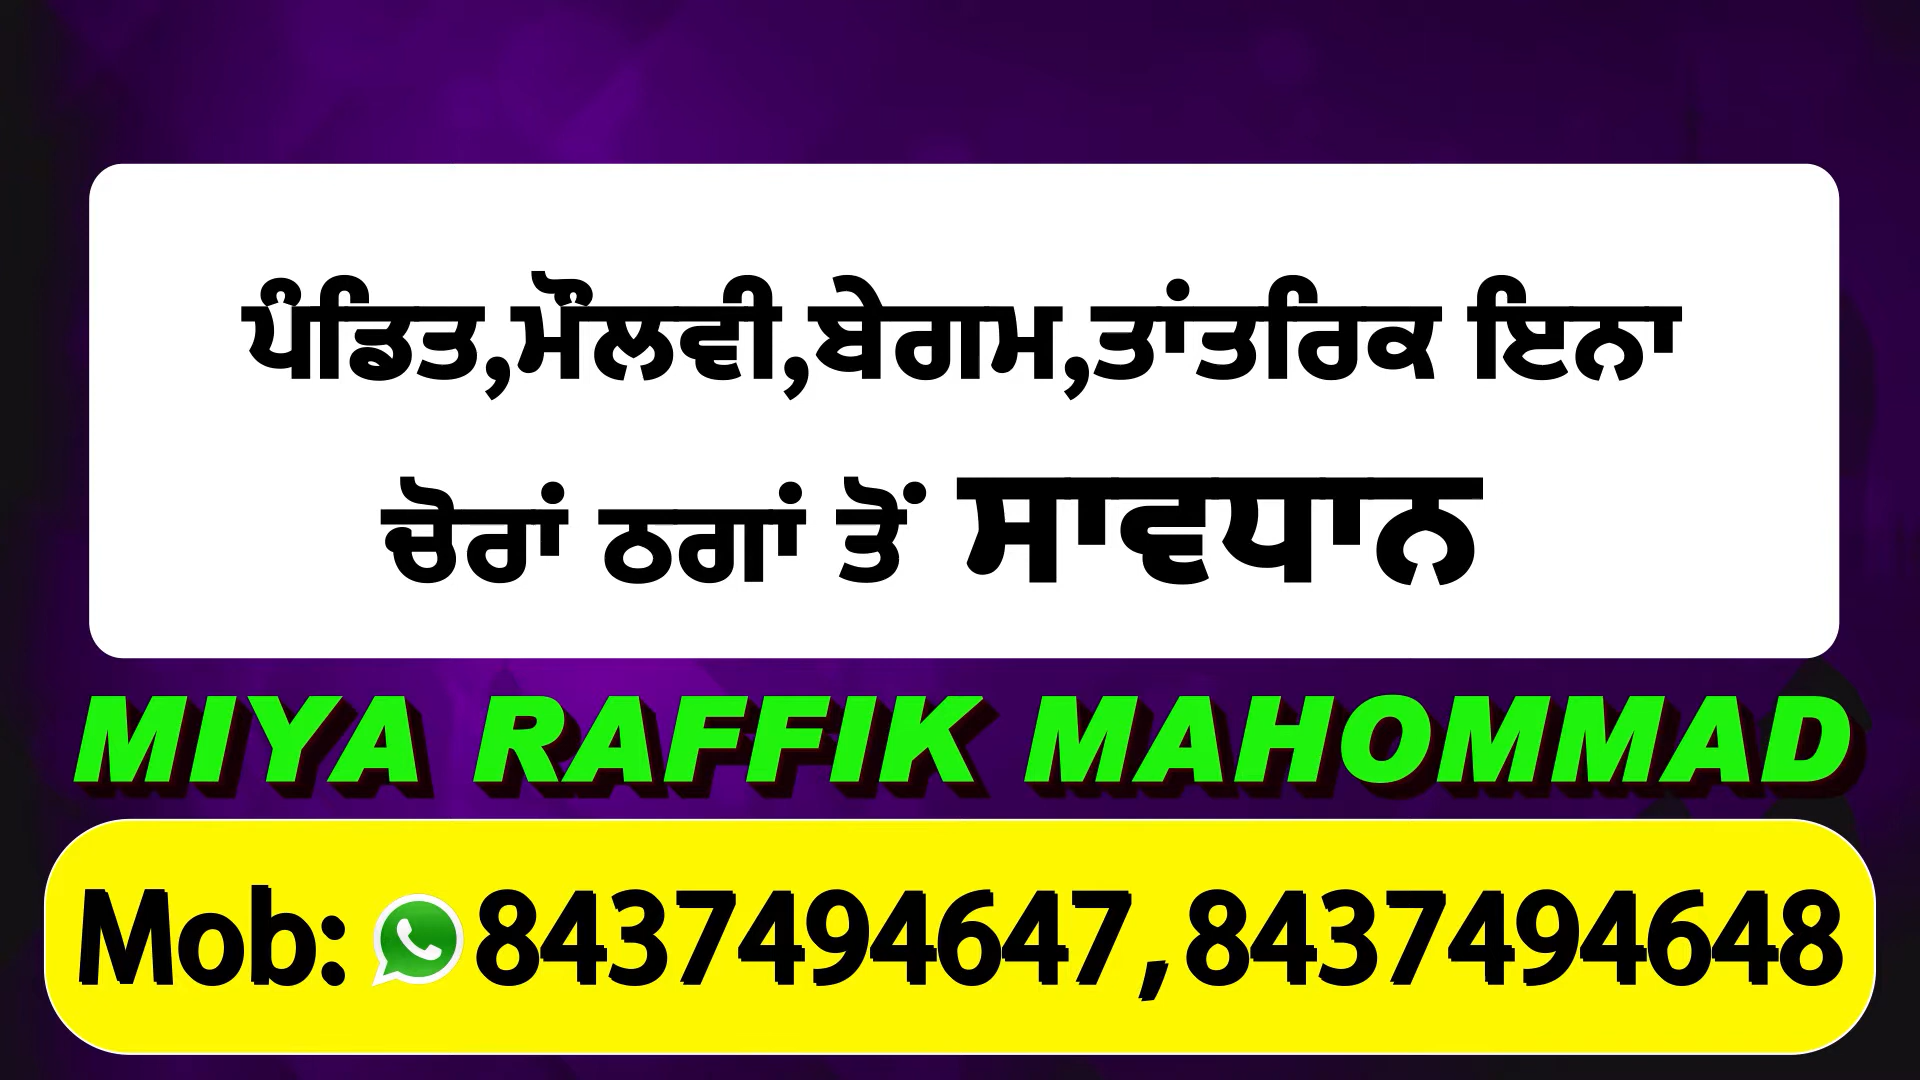 ਪੰਡਿਤ,ਮੌਲਵੀ,ਬੇਗਮ,ਤਾਂਤਰਿਕ ਇਨਾ
ਚੋਰਾਂ ਠਗਾਂ ਤੋਂ ਸਾਵਧਾਨ
MIYA RAFFIK MAHOMMAD
Mob: 8437494647,8437494648